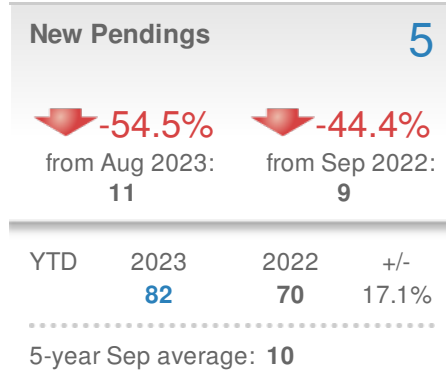 New Pendings 5
-54.5% -44.4%
from Aug 2023: from Sep 2022:
11 9
YTD 2023 2022 +/-
82 70 17.1%
5-year Sep average: 10